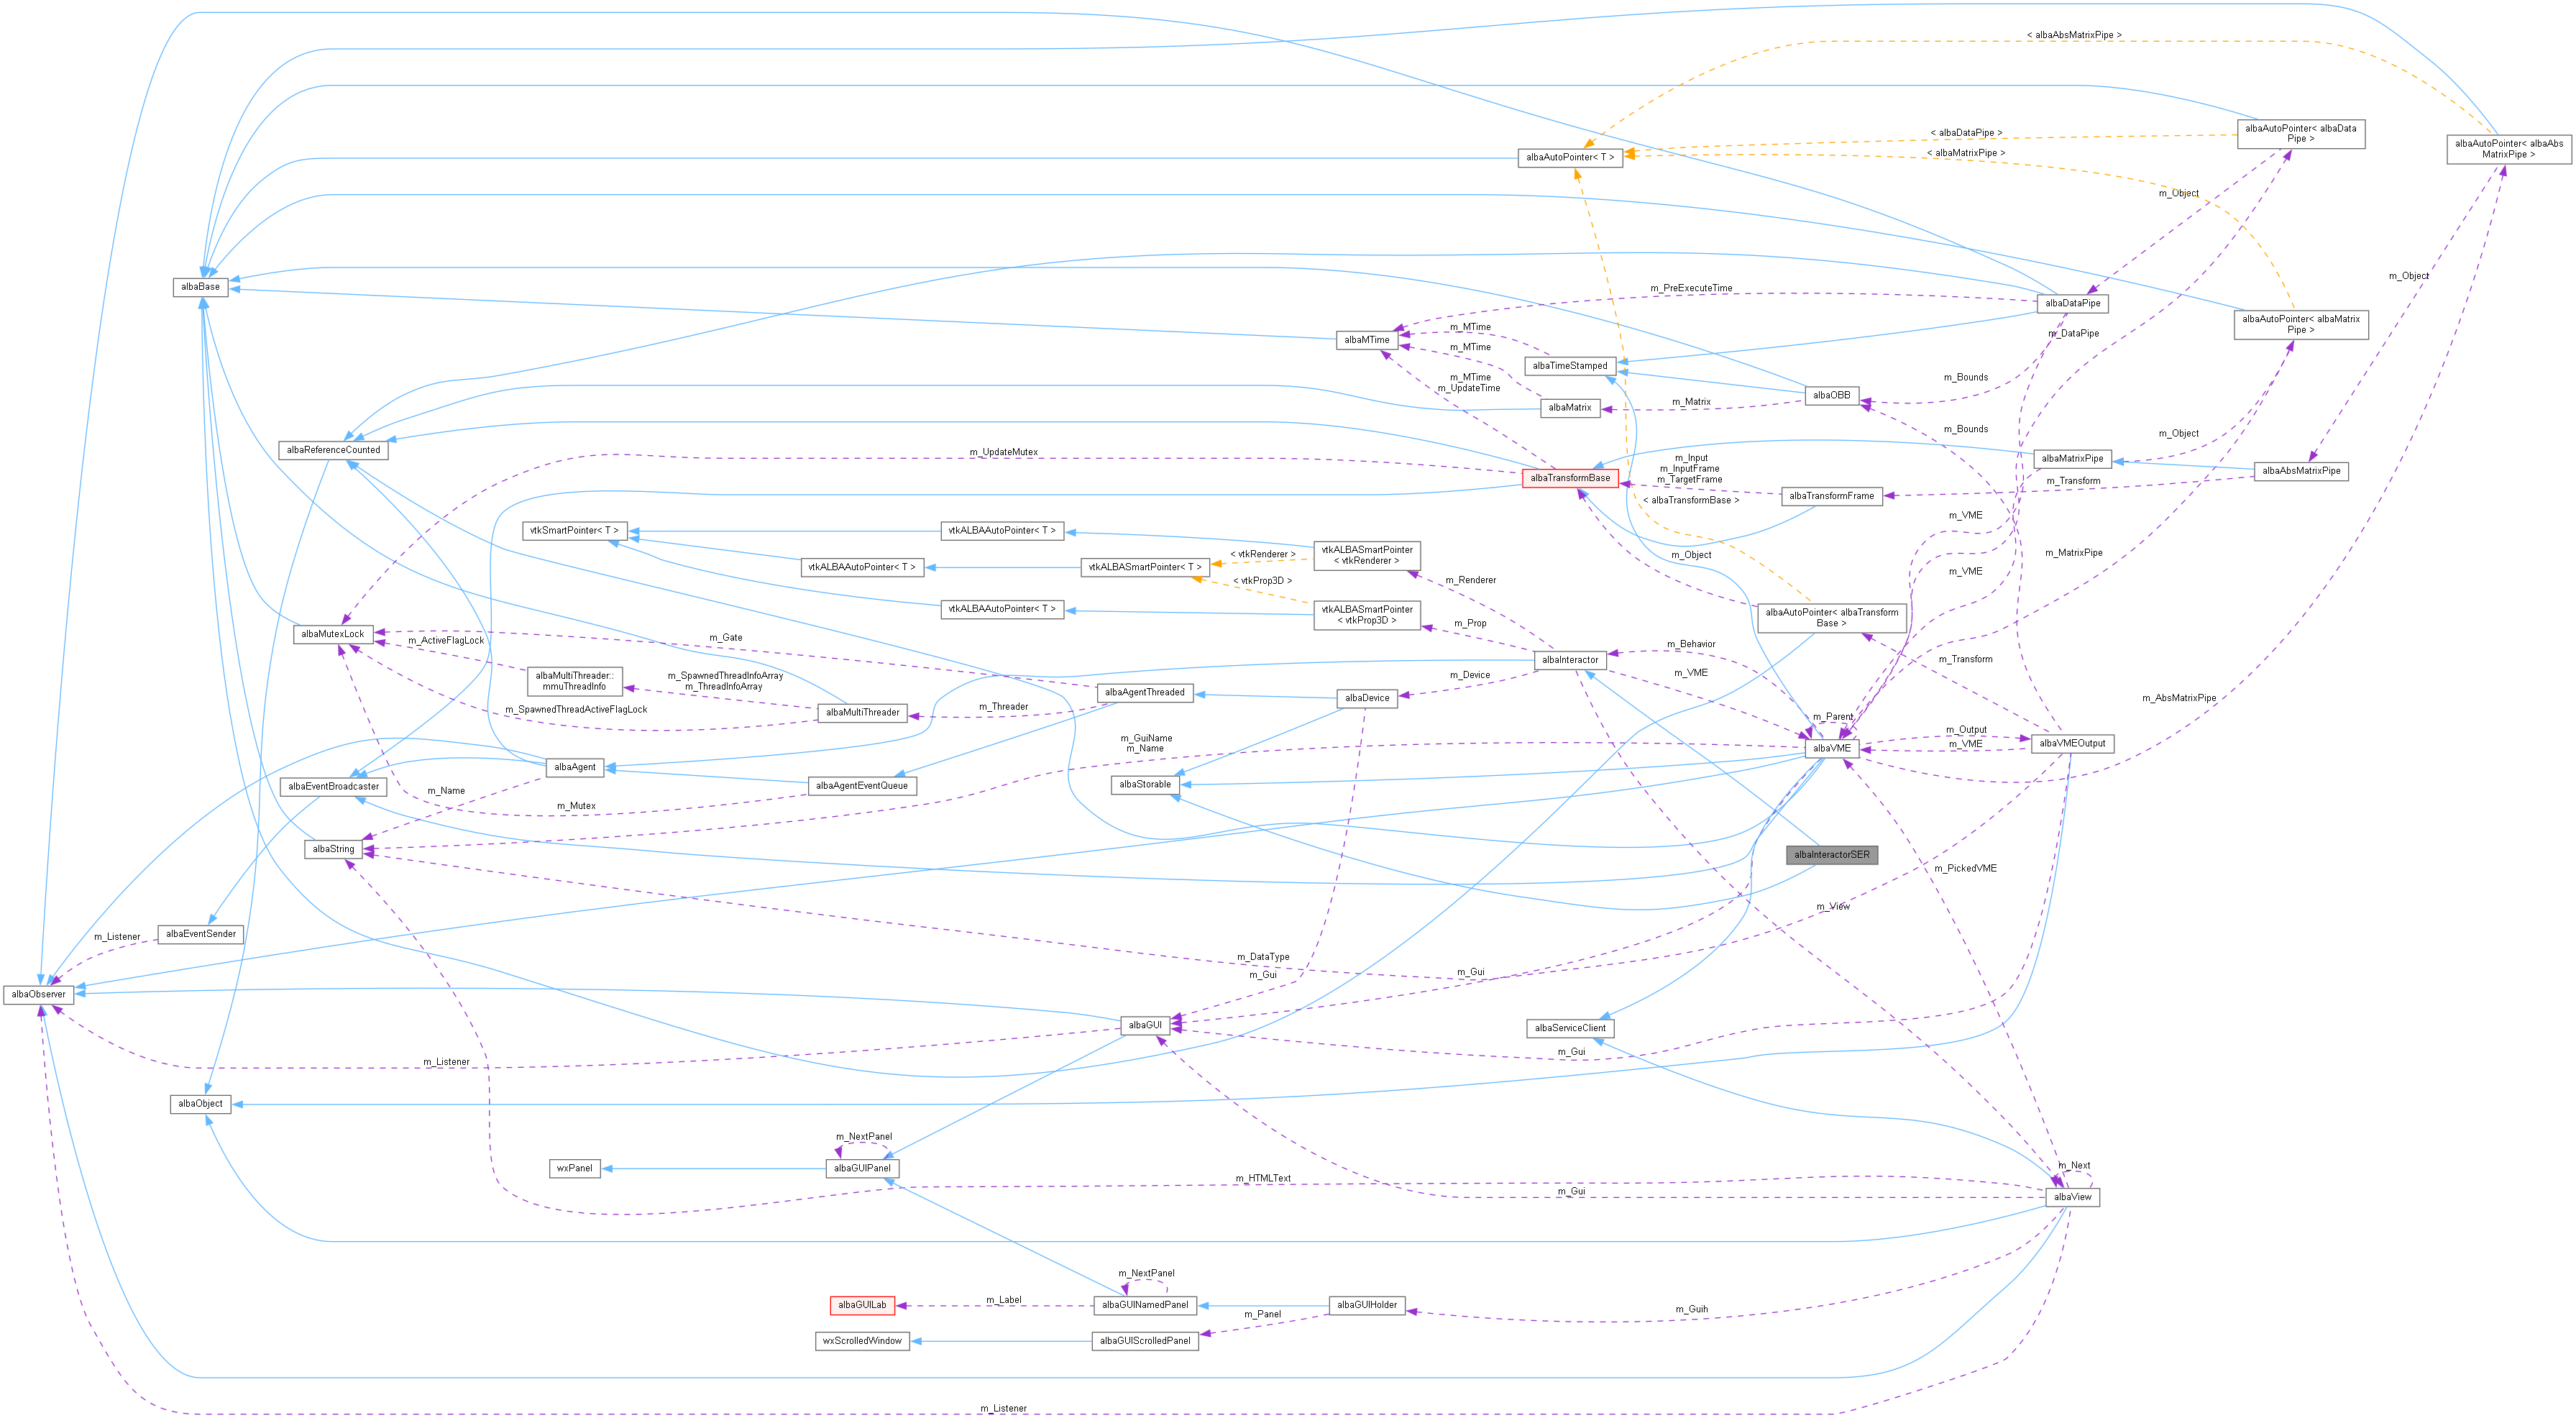 < albaAbsMatrixPipe >
albaAutoPointer< albaData
Pipe >
< albaDataPipe >
albaAutoPointer< albaAbs
MatrixPipe >
albaAutoPointer< T >
< albaMatrixPipe >
m_Object
m_Object
albaBase
m_PreExecuteTime
albaDataPipe
albaAutoPointer< albaMatrix
Pipe >
m_MTime
m_DataPipe
albaMTime
m_MTime
albaTimeStamped
m_MTime
m_UpdateTime
m_Bounds
albaOBB
albaMatrix
m_Matrix
m_Bounds
m_Object
albaReferenceCounted
m_UpdateMutex
m_Input
m_InputFrame
m_TargetFrame
albaMatrixPipe
albaAbsMatrixPipe
albaTransformBase
m_Transform
albaTransformFrame
< albaTransformBase >
m_VME
vtkSmartPointer< T >
vtkALBAAutoPointer< T >
vtkALBASmartPointer
< vtkRenderer >
< vtkRenderer >
m_Object
m_MatrixPipe
vtkALBAAutoPointer< T >
vtkALBASmartPointer< T >
m_VME
< vtkProp3D >
m_Renderer
vtkALBAAutoPointer< T >
vtkALBASmartPointer
< vtkProp3D >
albaAutoPointer< albaTransform
Base >
m_Prop
albaMutexLock
m_ActiveFlagLock
m_Gate
m_Behavior
albaInteractor
m_Transform
albaMultiThreader::
mmuThreadInfo
m_SpawnedThreadInfoArray
m_ThreadInfoArray
m_Device
m_VME
albaAgentThreaded
albaDevice
m_AbsMatrixPipe
m_SpawnedThreadActiveFlagLock
albaMultiThreader
m_Threader
m_Parent
m_GuiName
m_Name
m_Output
m_VME
albaVME
albaVMEOutput
albaAgent
albaEventBroadcaster
albaAgentEventQueue
albaStorable
m_Name
m_Mutex
albaString
albaInteractorSER
m_PickedVME
m_View
albaEventSender
m_Listener
m_DataType
m_Gui
m_Gui
albaObserver
albaGUI
albaServiceClient
m_Listener
m_Gui
albaObject
m_NextPanel
wxPanel
albaGUIPanel
m_Next
m_HTMLText
m_Gui
albaView
m_NextPanel
albaGUILab
m_Label
albaGUINamedPanel
albaGUIHolder
m_Guih
m_Panel
wxScrolledWindow
albaGUIScrolledPanel
m_Listener